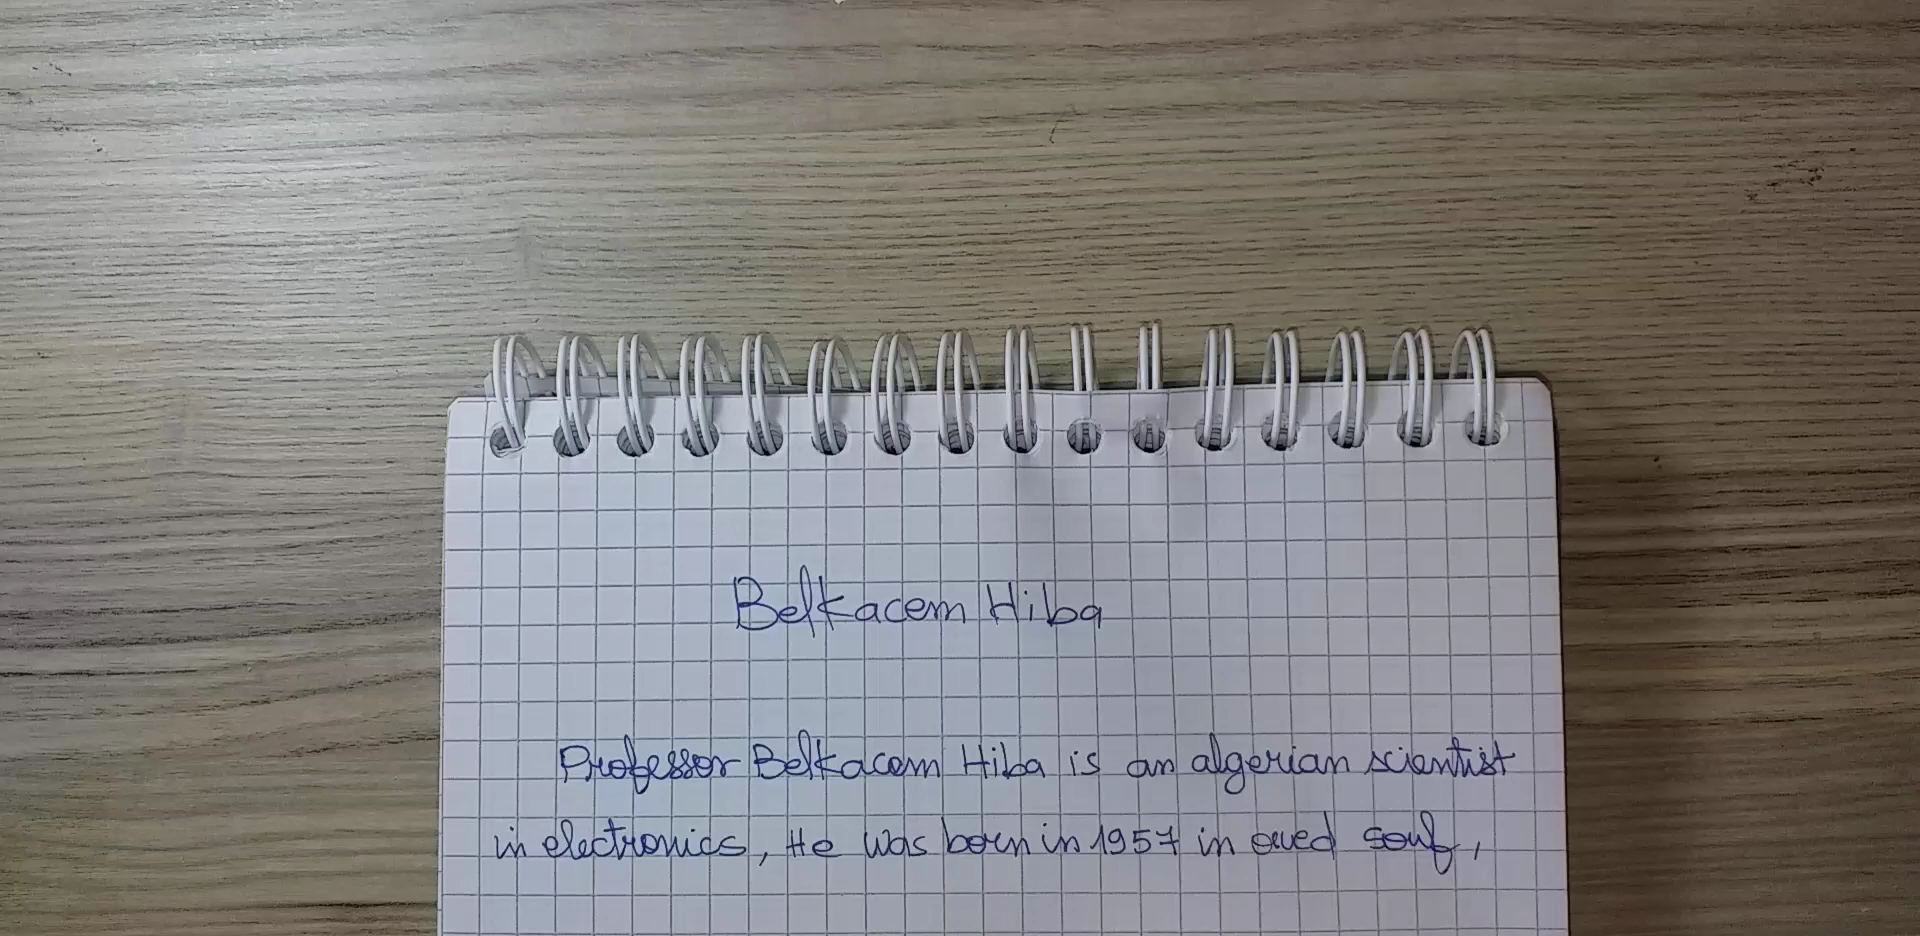 Belkacem Hiba
Professor Belkacem Hiba is an algerian scientist
in electronics, He was born in 1957 in oued souf,